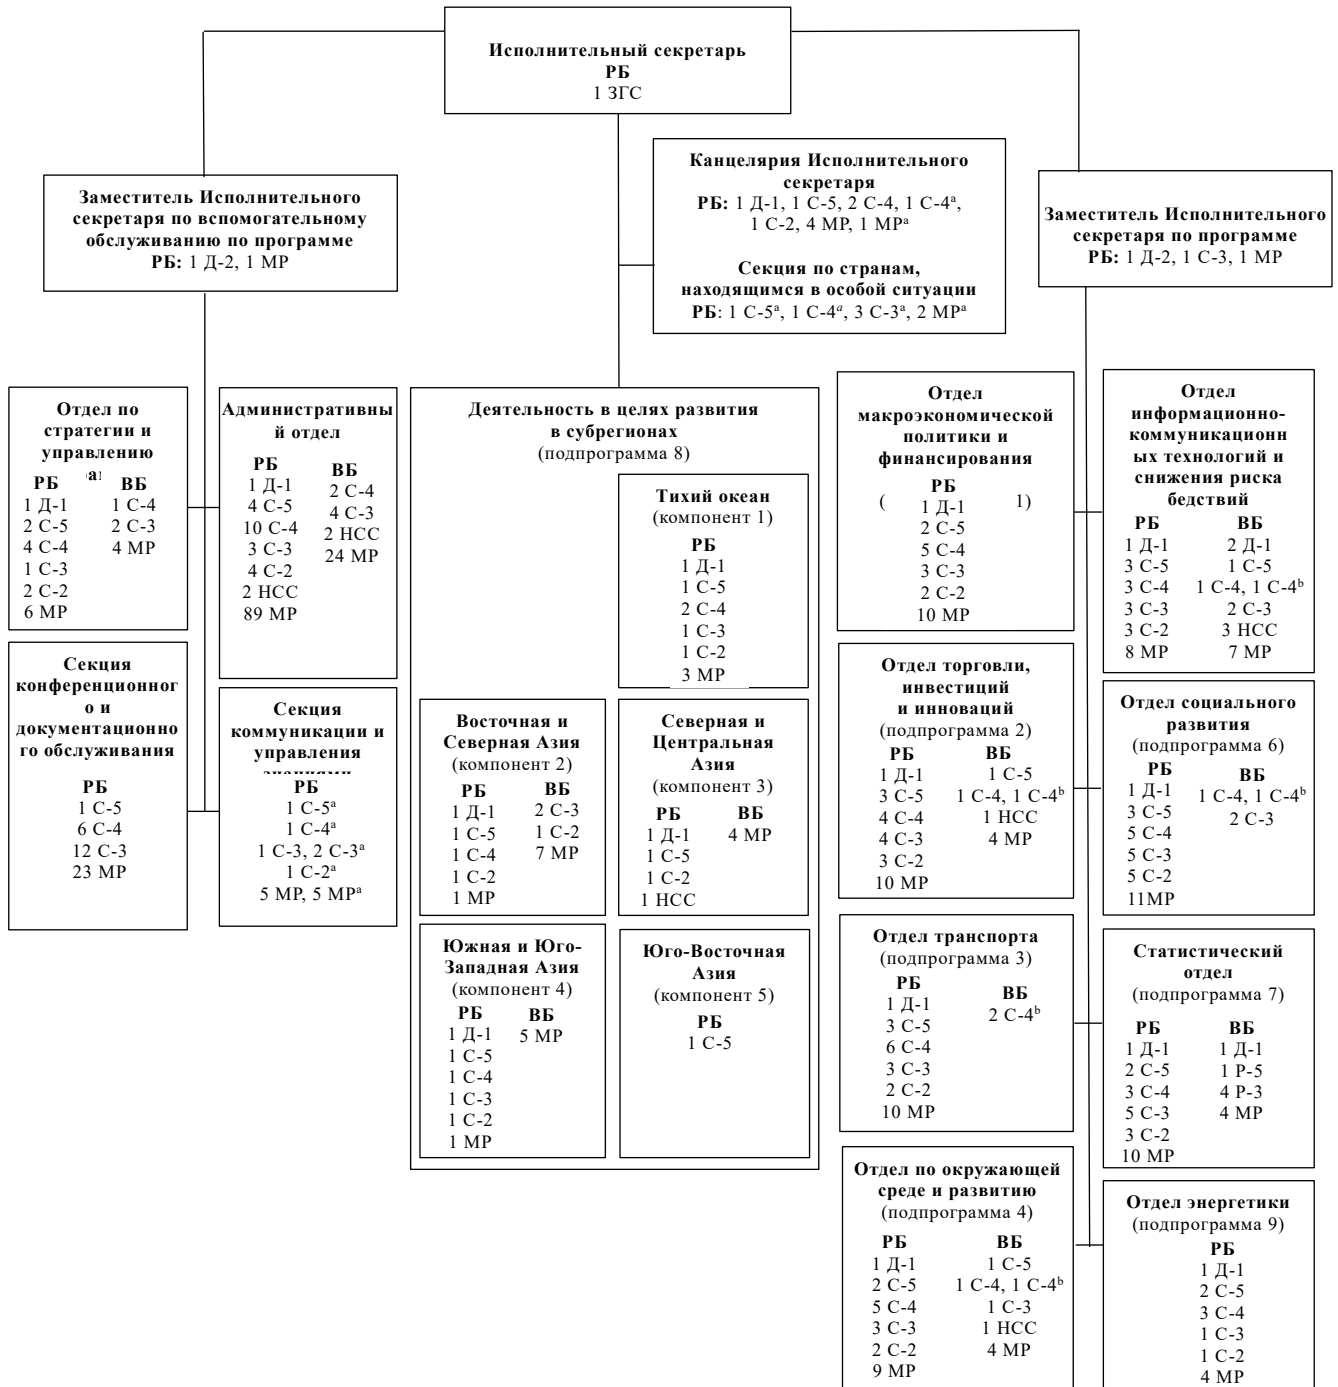 Исполнительный секретарь
РБ
1 ЗГС
Канцелярия Исполнительного
секретаря
РБ: 1 Д-1, 1 С-5, 2 С-4, 1 С-4ᵃ,
1 С-2, 4 МР, 1 МРᵃ
Секция по странам,
находящимся в особой ситуации
РБ: 1 С-5ᵃ, 1 С-4ᵃ, 3 С-3ᵃ, 2 МРᵃ
Заместитель Исполнительного
секретаря по вспомогательному
обслуживанию по программе
РБ: 1 Д-2, 1 МР
Заместитель Исполнительного
секретаря по программе
РБ: 1 Д-2, 1 С-3, 1 МР
Отдел по
стратегии и
управлению
РБ
1 Д-1
2 С-5
4 С-4
1 С-3
2 С-2
6 МР
ВБ
1 С-4
2 С-3
4 МР
Административны
й отдел
РБ
1 Д-1
4 С-5
10 С-4
3 С-3
4 С-2
2 НСС
89 МР
ВБ
2 С-4
4 С-3
2 НСС
24 МР
Секция
конференционног
о и
документационно
го обслуживания
РБ
1 С-5
6 С-4
12 С-3
23 МР
Секция
коммуникации и
управления
РБ
1 С-5ᵃ
1 С-4ᵃ
1 С-3, 2 С-3ᵃ
1 С-2ᵃ
5 МР, 5 МРᵃ
Деятельность в целях развития
в субрегионах
(подпрограмма 8)
Тихий океан
(компонент 1)
РБ
1 Д-1
1 С-5
2 С-4
1 С-3
1 С-2
3 МР
Восточная и
Северная Азия
(компонент 2)
РБ
1 Д-1
1 С-5
1 С-4
1 С-2
1 МР
ВБ
2 С-3
1 С-2
7 МР
Северная и
Центральная
Азия
(компонент 3)
РБ
1 Д-1
1 С-5
1 С-2
1 НСС
ВБ
4 МР
Южная и Юго-
Западная Азия
(компонент 4)
РБ
1 Д-1
1 С-5
1 С-4
1 С-3
1 С-2
1 МР
ВБ
5 МР
Юго-Восточная
Азия
(компонент 5)
РБ
1 С-5
Отдел
макроэкономической
политики и
финансирования
( 1)
РБ
1 Д-1
2 С-5
5 С-4
3 С-3
2 С-2
10 МР
Отдел
информационно-
коммуникационн
ых технологий и
снижения риска
бедствий
РБ
1 Д-1
3 С-5
3 С-4
3 С-3
3 С-2
8 МР
ВБ
2 Д-1
1 С-5
1 С-4, 1 С-4ᵇ
2 С-3
3 НСС
7 МР
Отдел торговли,
инвестиций
и инноваций
(подпрограмма 2)
РБ
1 Д-1
3 С-5
4 С-4
4 С-3
3 С-2
10 МР
ВБ
1 С-5
1 С-4, 1 С-4ᵇ
1 НСС
4 МР
Отдел социального
развития
(подпрограмма 6)
РБ
1 Д-1
3 С-5
5 С-4
5 С-3
5 С-2
11МР
ВБ
1 С-4, 1 С-4ᵇ
2 С-3
Отдел транспорта
(подпрограмма 3)
РБ
1 Д-1
3 С-5
6 С-4
3 С-3
2 С-2
10 МР
ВБ
2 С-4ᵇ
Статистический
отдел
(подпрограмма 7)
РБ
1 Д-1
2 С-5
3 С-4
5 С-3
3 С-2
10 МР
ВБ
1 Д-1
1 Р-5
4 Р-3
4 МР
Отдел по окружающей
среде и развитию
(подпрограмма 4)
РБ
1 Д-1
2 С-5
5 С-4
3 С-3
2 С-2
9 МР
ВБ
1 С-5
1 С-4, 1 С-4ᵇ
1 С-3
1 НСС
4 МР
Отдел энергетики
(подпрограмма 9)
РБ
1 Д-1
2 С-5
3 С-4
1 С-3
1 С-2
4 МР